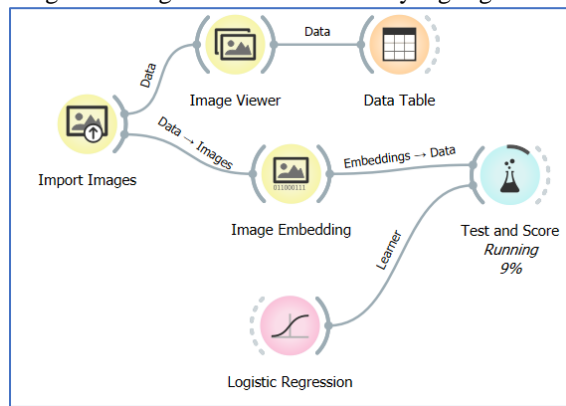 Data
Data
Image Viewer
Data Table
Import Images
Data → Images
Image Embedding
011000111
Embeddings → Data
Test and Score
Running
9%
Learner
Logistic Regression